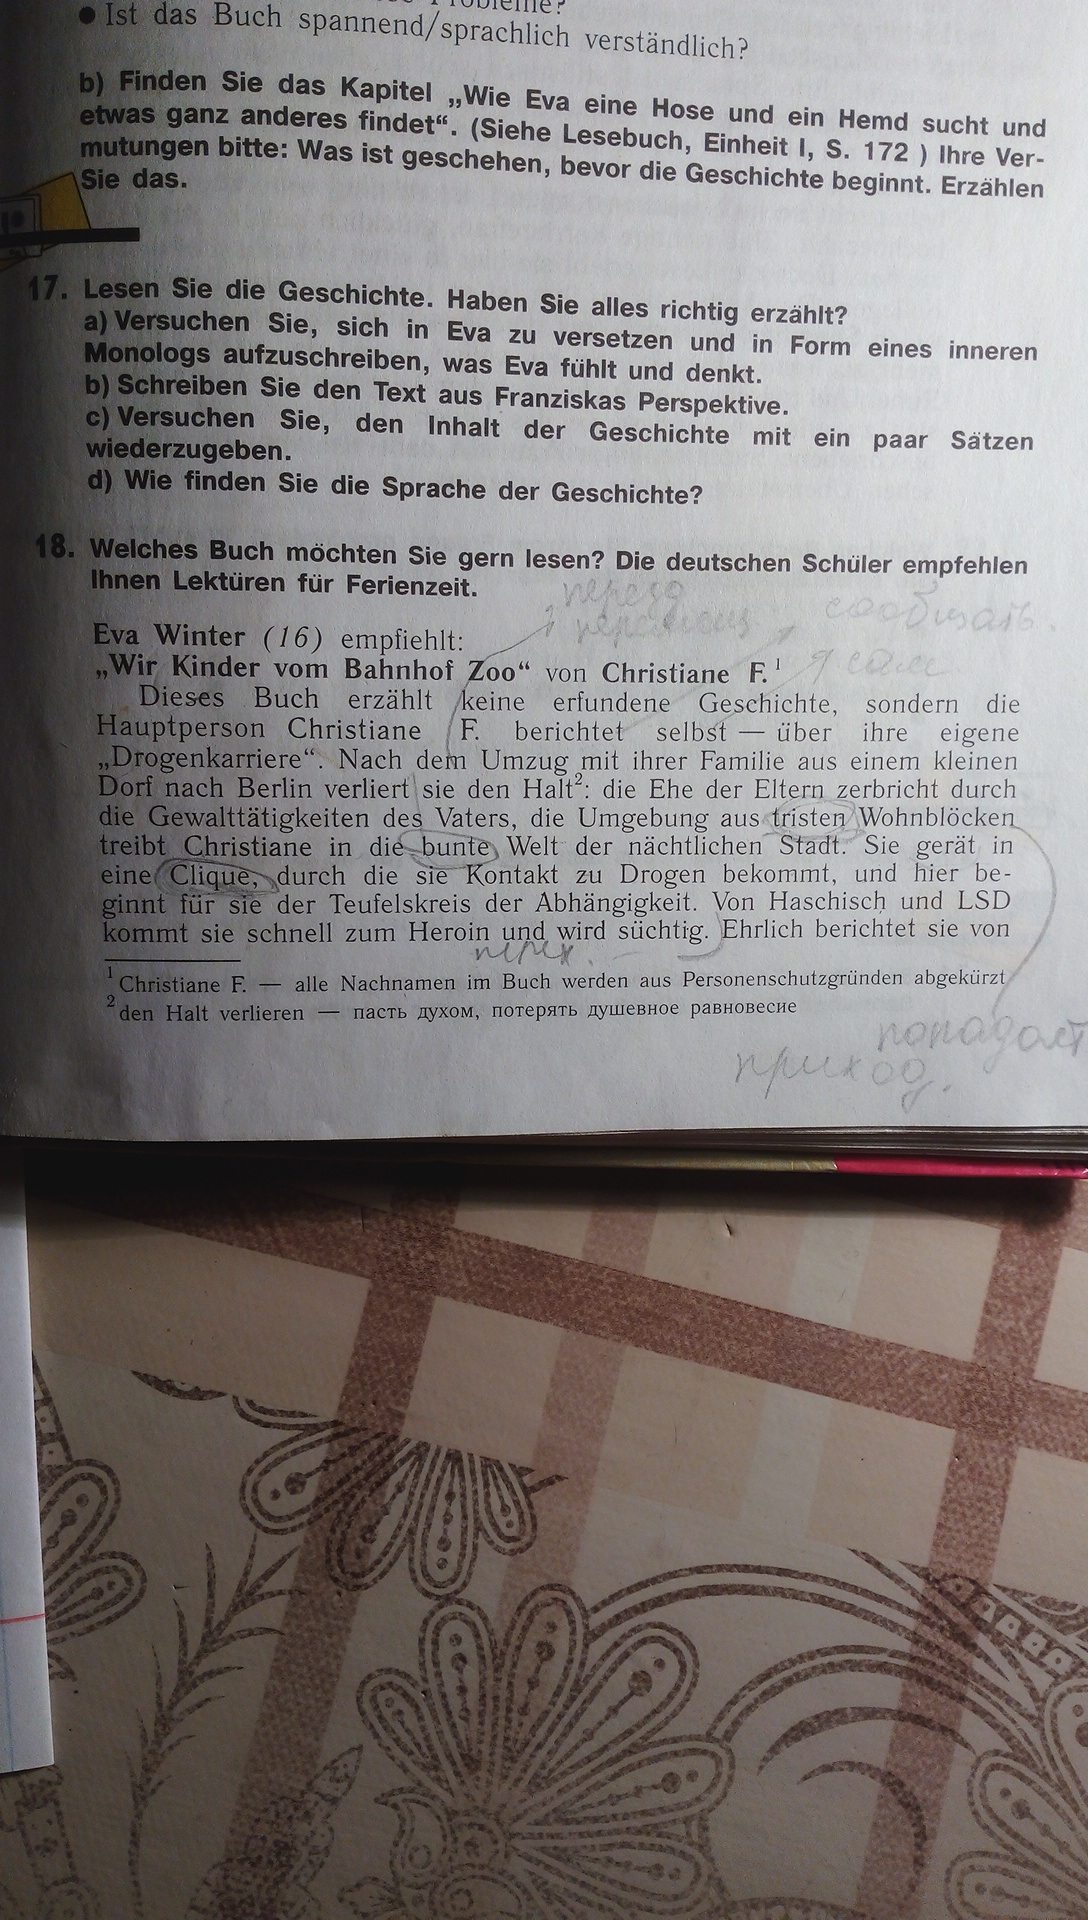 Probleme?
● Ist das Buch spannend/sprachlich verständlich?
b) Finden Sie das Kapitel „Wie Eva eine Hose und ein Hemd sucht und
etwas ganz anderes findet“. (Siehe Lesebuch, Einheit I, S. 172 ) Ihre Ver-
mutungen bitte: Was ist geschehen, bevor die Geschichte beginnt. Erzählen
Sie das.
17. Lesen Sie die Geschichte. Haben Sie alles richtig erzählt?
a) Versuchen Sie, sich in Eva zu versetzen und in Form eines inneren
Monologs aufzuschreiben, was Eva fühlt und denkt.
b) Schreiben Sie den Text aus Franziskas Perspektive.
c) Versuchen Sie, den Inhalt der Geschichte mit ein paar Sätzen
wiederzugeben.
d) Wie finden Sie die Sprache der Geschichte?
18. Welches Buch möchten Sie gern lesen? Die deutschen Schüler empfehlen
Ihnen Lektüren für Ferienzeit.
сообщать.
Eva Winter (16) empfiehlt:
„Wir Kinder vom Bahnhof Zoo“ von Christiane F.¹
Dieses Buch erzählt keine erfundene Geschichte, sondern die
Hauptperson Christiane F. berichtet selbst — über ihre eigene
„Drogenkarriere“. Nach dem Umzug mit ihrer Familie aus einem kleinen
Dorf nach Berlin verliert sie den Halt²: die Ehe der Eltern zerbricht durch
die Gewalttätigkeiten des Vaters, die Umgebung aus tristen Wohnblöcken
treibt Christiane in die bunte Welt der nächtlichen Stadt. Sie gerät in
eine Clique, durch die sie Kontakt zu Drogen bekommt, und hier be-
ginnt für sie der Teufelskreis der Abhängigkeit. Von Haschisch und LSD
kommt sie schnell zum Heroin und wird süchtig. Ehrlich berichtet sie von
перех.
¹ Christiane F. — alle Nachnamen im Buch werden aus Personenschutzgründen abgekürzt
² den Halt verlieren — пасть духом, потерять душевное равновесие
попадает
приход.